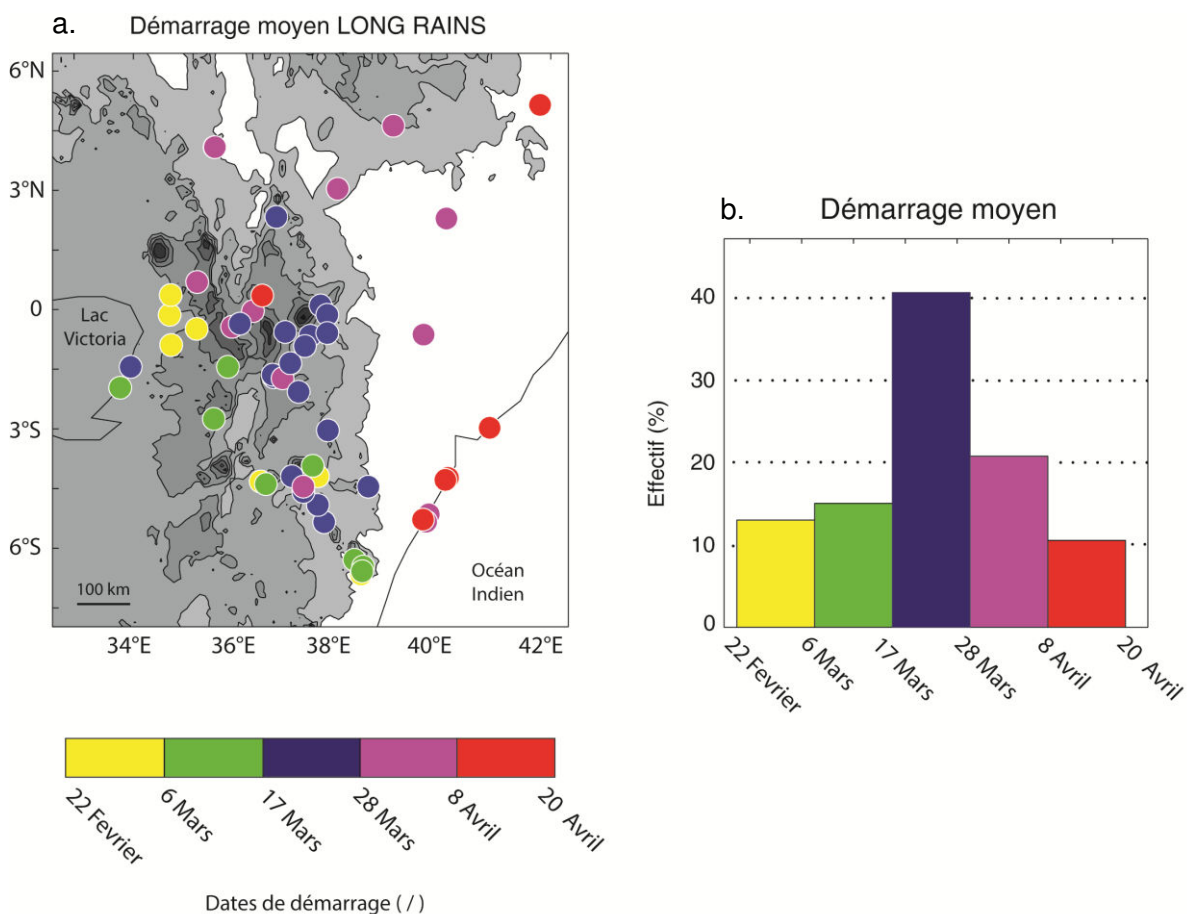 a. Démarrage moyen LONG RAINS
6°N
3°N
0
3°S
6°S
Lac
Victoria
100 km
Océan
Indien
34°E 36°E 38°E 40°E 42°E
22 Fevrier 6 Mars 17 Mars 28 Mars 8 Avril 20 Avril
Dates de démarrage ( / )
b. Démarrage moyen
Effectif (%)
40
30
20
10
0
22 Fevrier 6 Mars 17 Mars 28 Mars 8 Avril 20 Avril